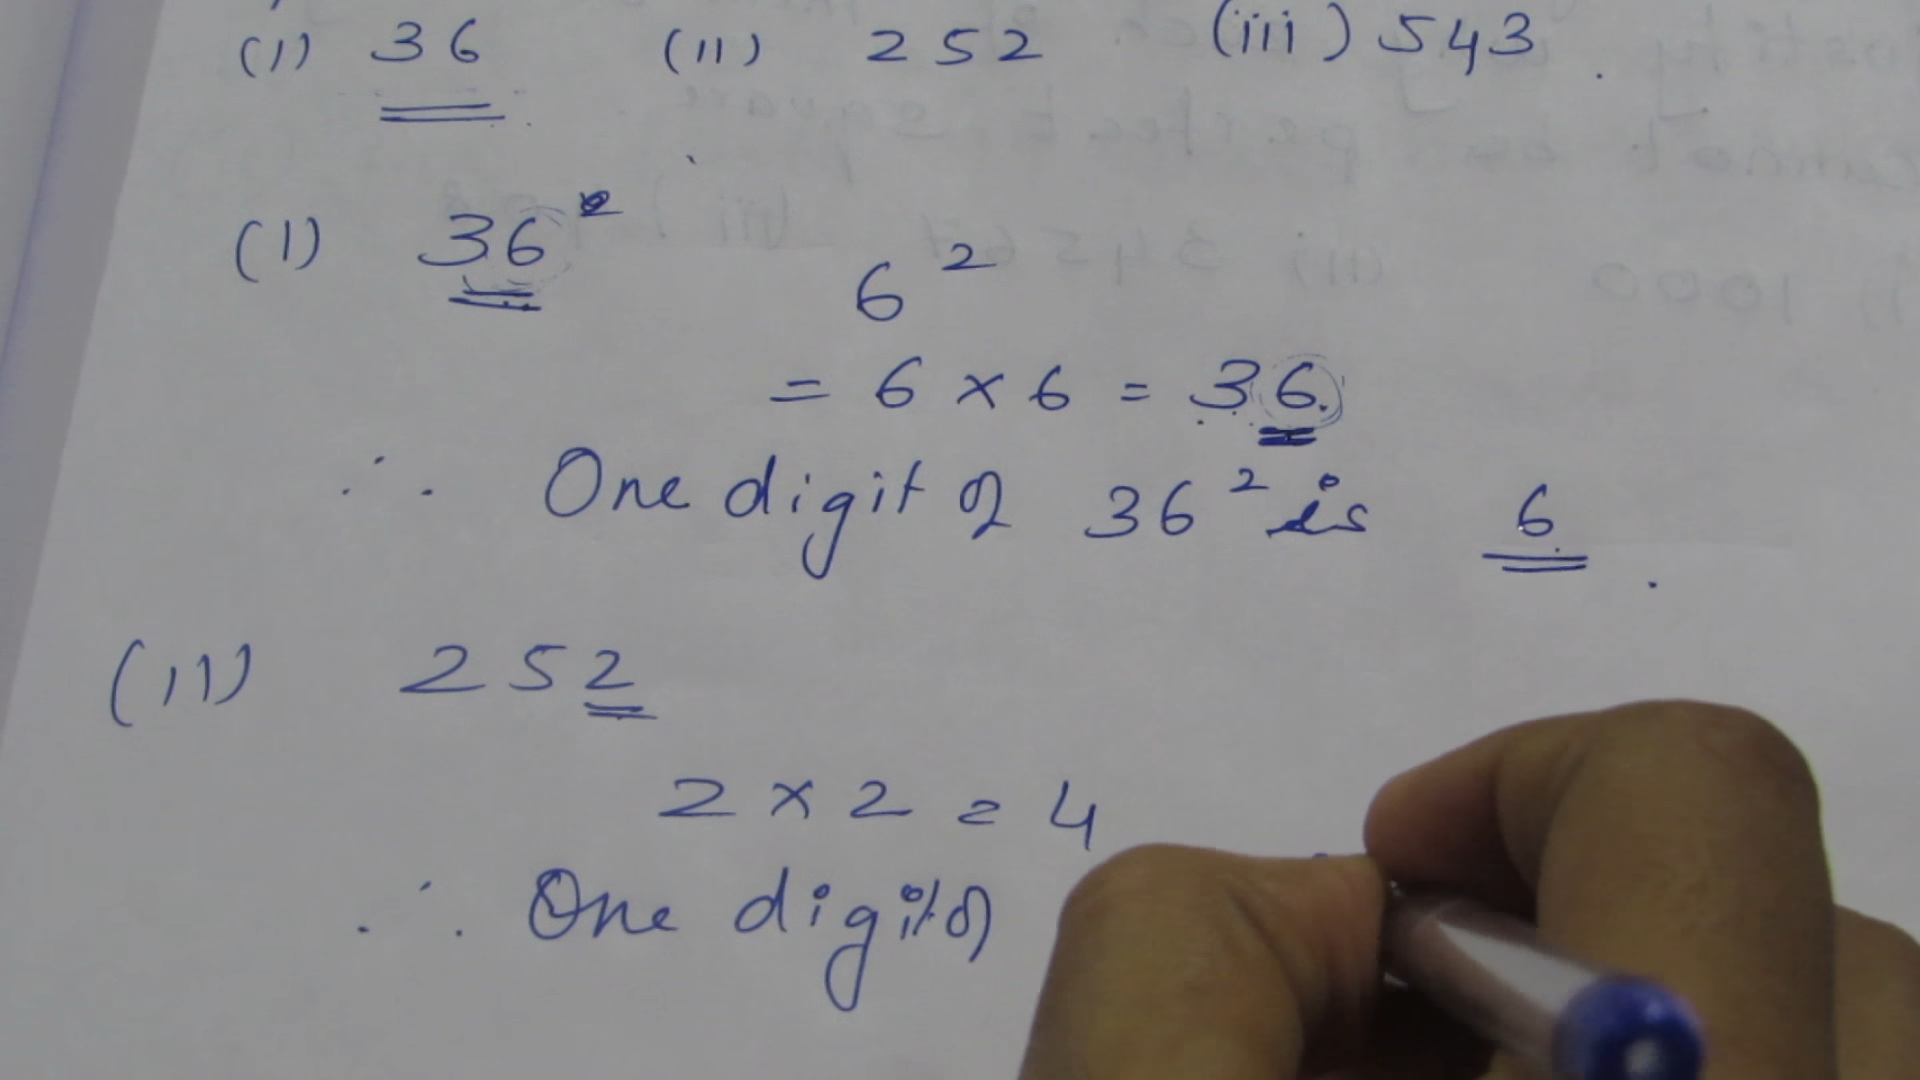 (i) 36 (ii) 252 (iii) 543.
(i) 36²
6²
= 6 × 6 = 36.
∴ One digit of 36² is 6.
(ii) 252
2 × 2 = 4
∴ One digit of